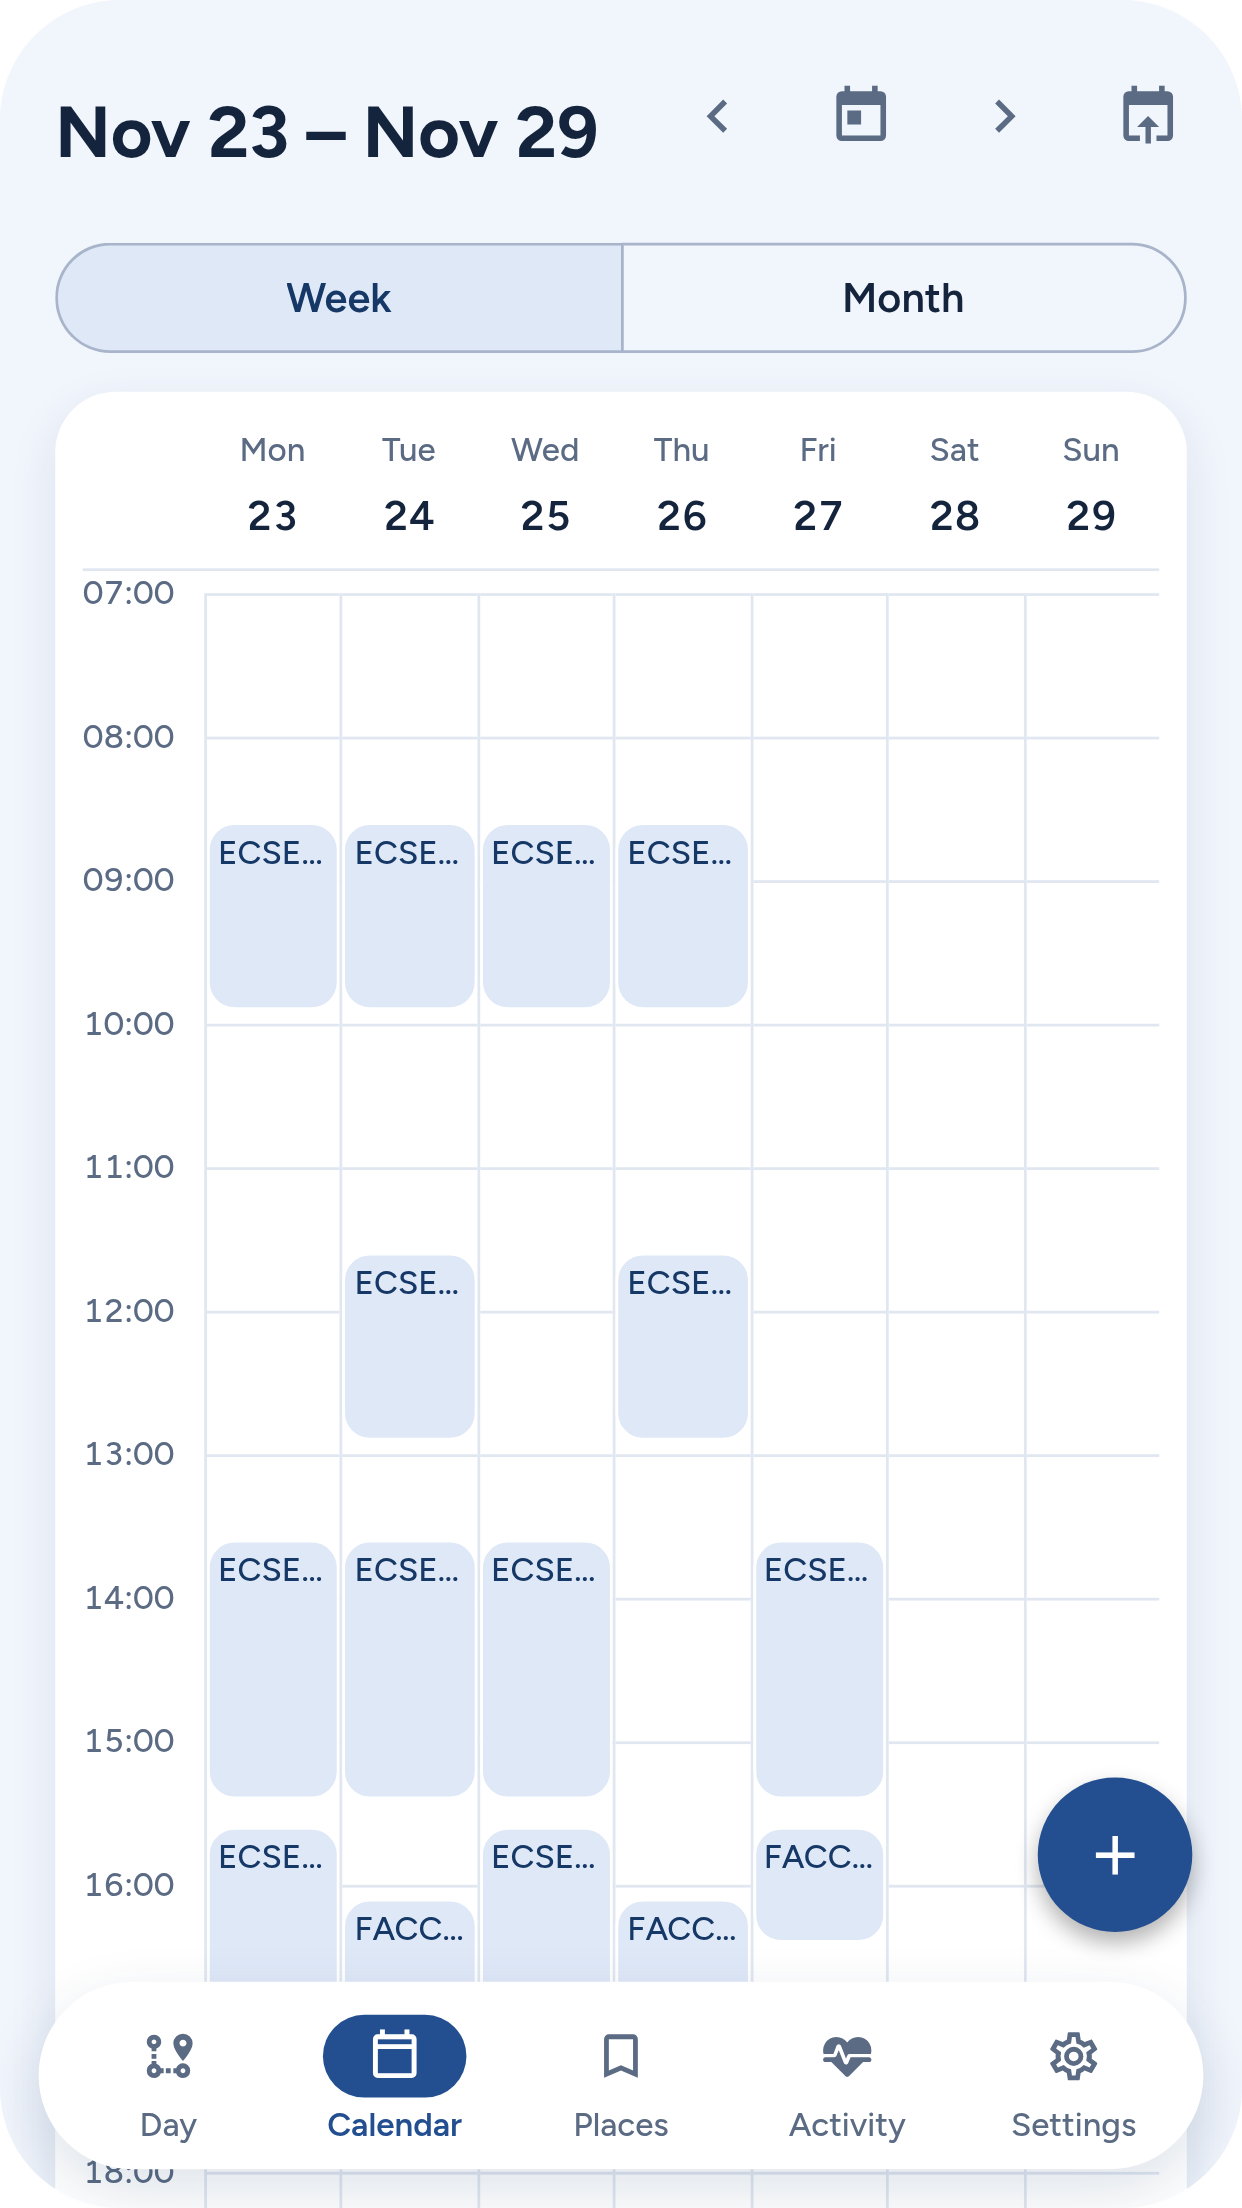 Nov 23 – Nov 29
Week Month
Mon Tue Wed Thu Fri Sat Sun
23 24 25 26 27 28 29
07:00
08:00
ECSE... ECSE... ECSE... ECSE...
09:00
10:00
11:00
ECSE... ECSE...
12:00
13:00
ECSE... ECSE... ECSE... ECSE...
14:00
15:00
ECSE... ECSE... FACC...
16:00
FACC... FACC...
Day Calendar Places Activity Settings
18:00